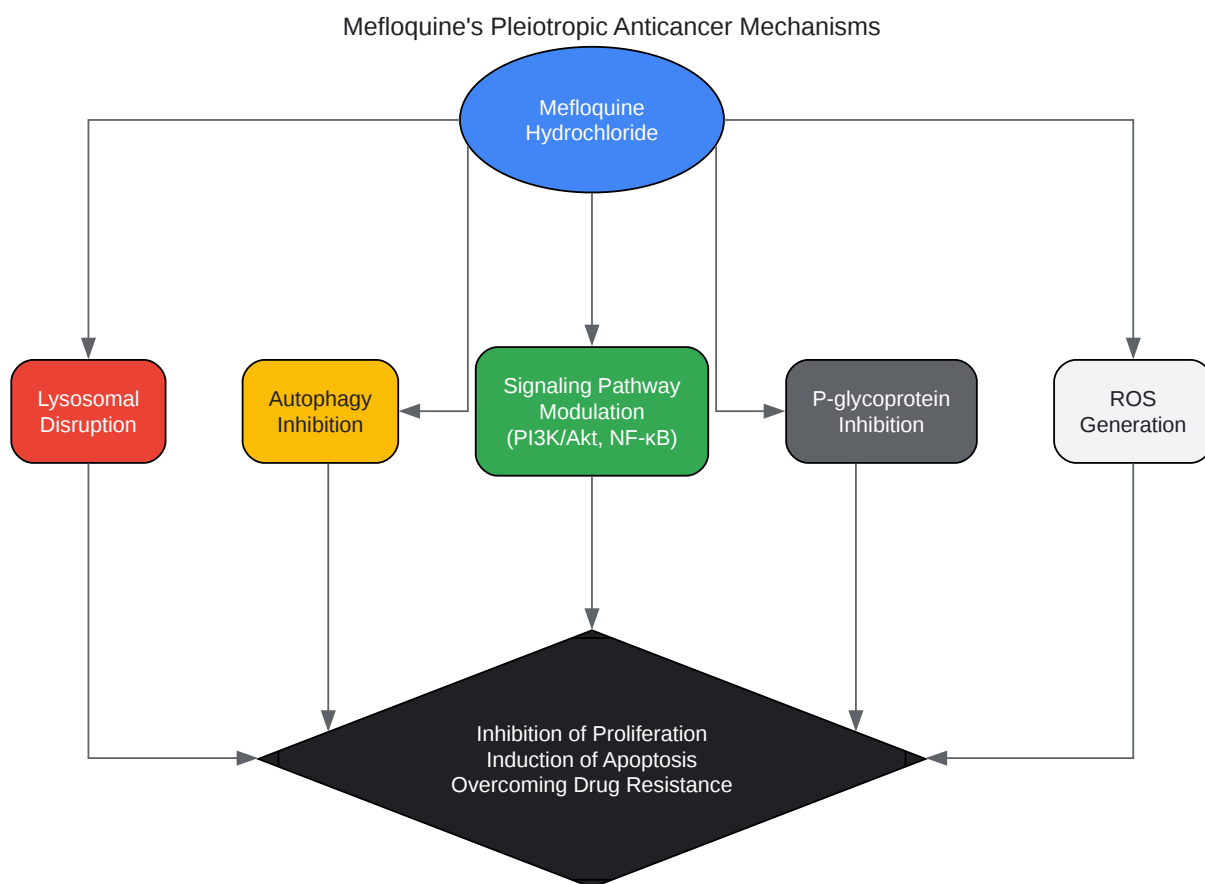 Mefloquine's Pleiotropic Anticancer Mechanisms
Mefloquine
Hydrochloride
Lysosomal
Disruption
Autophagy
Inhibition
Signaling Pathway
Modulation
(PI3K/Akt, NF-κB)
P-glycoprotein
Inhibition
ROS
Generation
Inhibition of Proliferation
Induction of Apoptosis
Overcoming Drug Resistance